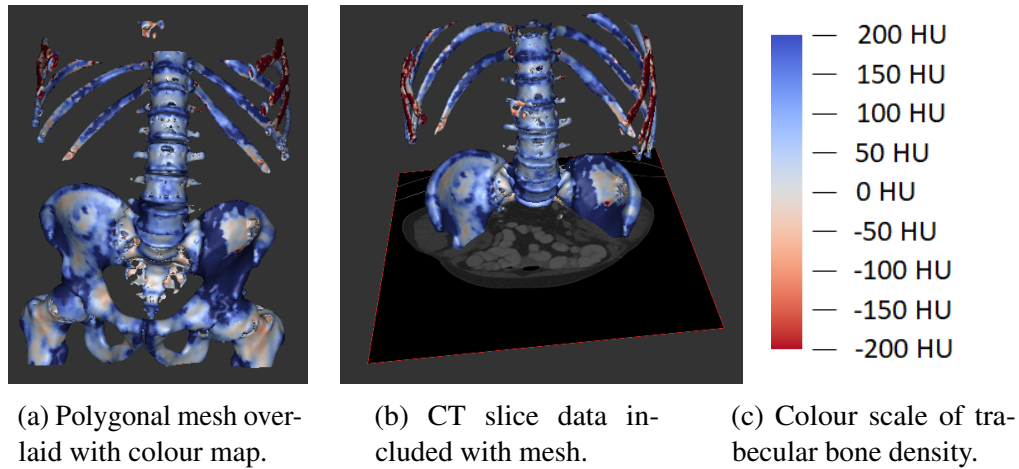 200 HU
150 HU
100 HU
50 HU
0 HU
-50 HU
-100 HU
-150 HU
-200 HU
(a) Polygonal mesh over-
laid with colour map.
(b) CT slice data in-
cluded with mesh.
(c) Colour scale of tra-
becular bone density.